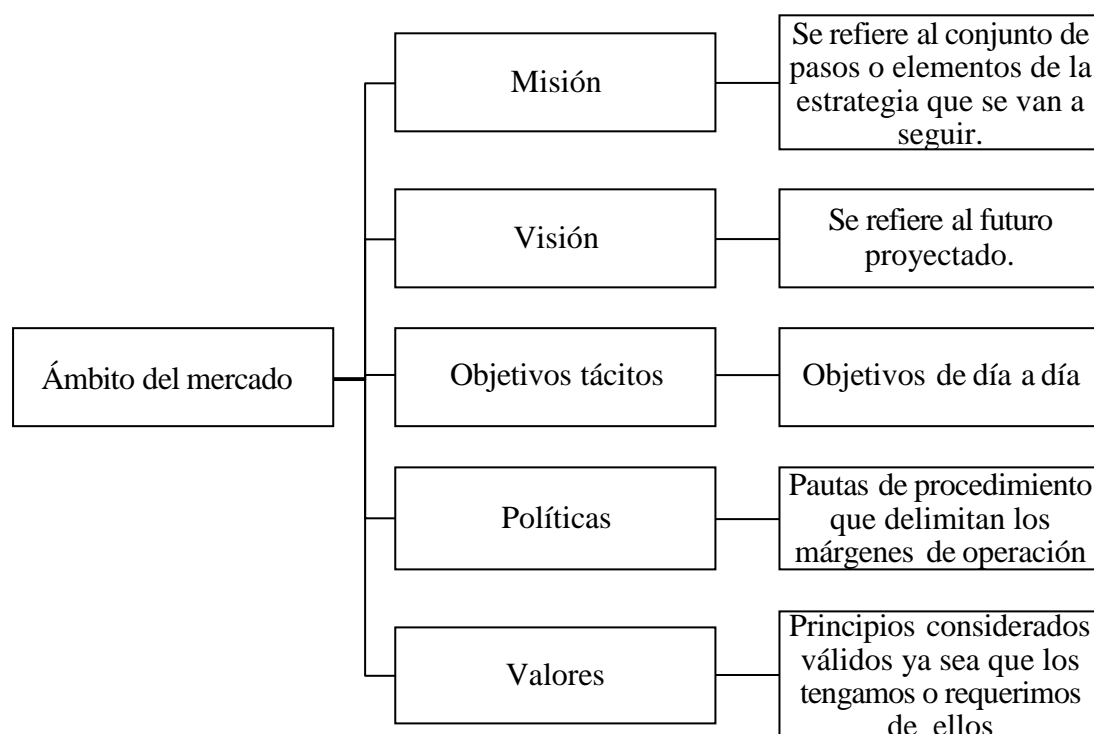 Ámbito del mercado
Misión
Se refiere al conjunto de
pasos o elementos de la
estrategia que se van a
seguir.
Visión
Se refiere al futuro
proyectado.
Objetivos tácitos
Objetivos de día a día
Políticas
Pautas de procedimiento
que delimitan los
márgenes de operación
Valores
Principios considerados
válidos ya sea que los
tengamos o requerimos
de ellos